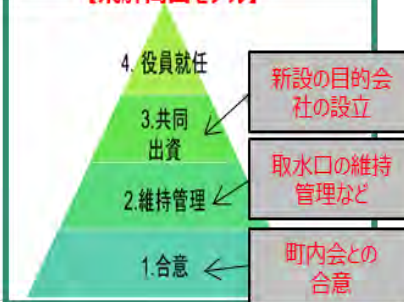 4. 役員就任
新設の目的会
社の設立
3.共同
出資
取水口の維持
管理など
2.維持管理
町内会との
合意
1.合意